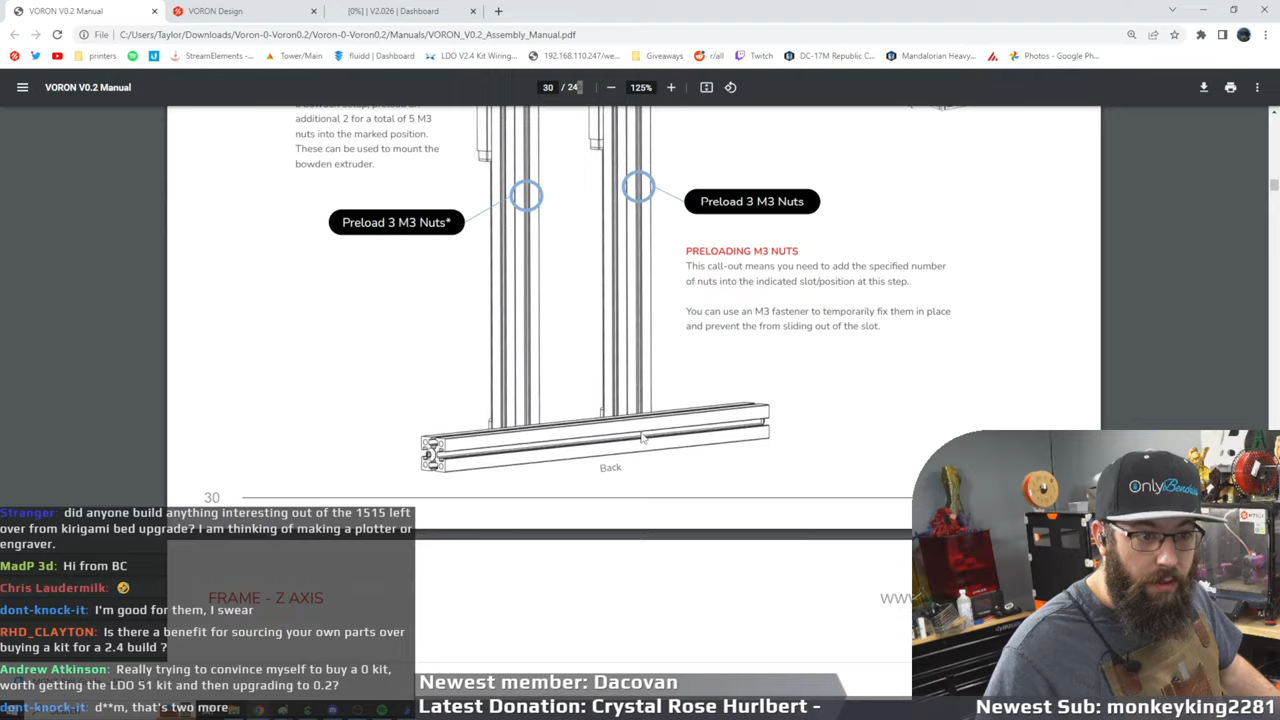 VORON V0.2 Manual
VORON Design
[0%] | V2.026 | Dashboard
File
C:/Users/Taylor/Downloads/Voron-0-Voron0.2/Voron-0-Voron0.2/Manuals/VORON_V0.2_Assembly_Manual.pdf
printers
StreamElements -...
Tower/Main
fluidd | Dashboard
LDO V2.4 Kit Wiring...
192.168.110.247/we...
Giveaways
r/all
Twitch
DC-17M Republic C...
Mandalorian Heavy...
Photos - Google Ph...
VORON V0.2 Manual
30 / 24
125%
additional 2 for a total of 5 M3
nuts into the marked position.
These can be used to mount the
bowden extruder.
Preload 3 M3 Nuts*
Preload 3 M3 Nuts
PRELOADING M3 NUTS
This call-out means you need to add the specified number
of nuts into the indicated slot/position at this step.
You can use an M3 fastener to temporarily fix them in place
and prevent the from sliding out of the slot.
Back
30
FRAME - Z AXIS
WWW
Stranger: did anyone build anything interesting out of the 1515 left
over from kirigami bed upgrade? I am thinking of making a plotter or
engraver.
MadP 3d: Hi from BC
Chris Laudermilk: 🤣
dont-knock-it: I'm good for them, I swear
RHD_CLAYTON: Is there a benefit for sourcing your own parts over
buying a kit for a 2.4 build ?
Andrew Atkinson: Really trying to convince myself to buy a 0 kit,
worth getting the LDO S1 kit and then upgrading to 0.2?
dont-knock-it: d**m, that's two more
OnlyBenchies
Newest member: Dacovan
Latest Donation: Crystal Rose Hurlbert -
Newest Sub: monkeyking2281